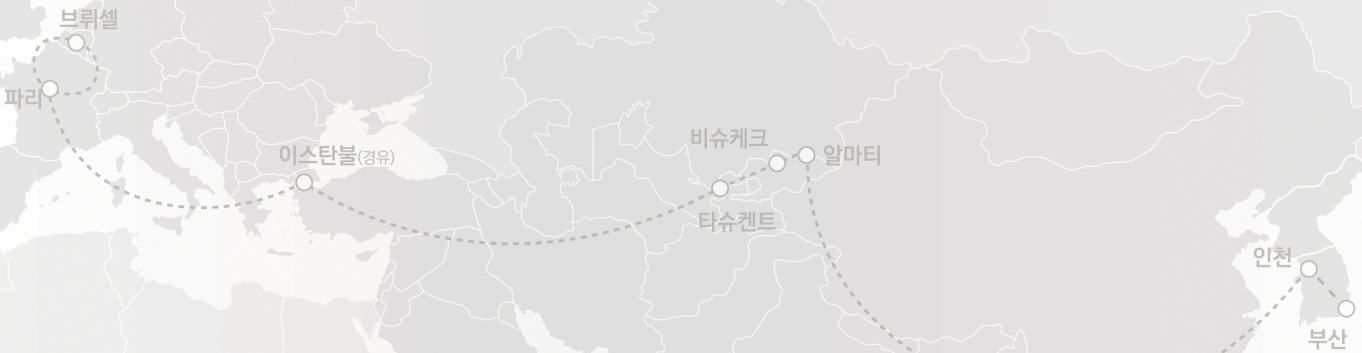 브뤼셀
파리
이스탄불(경유)
비슈케크
알마티
타슈켄트
인천
부산